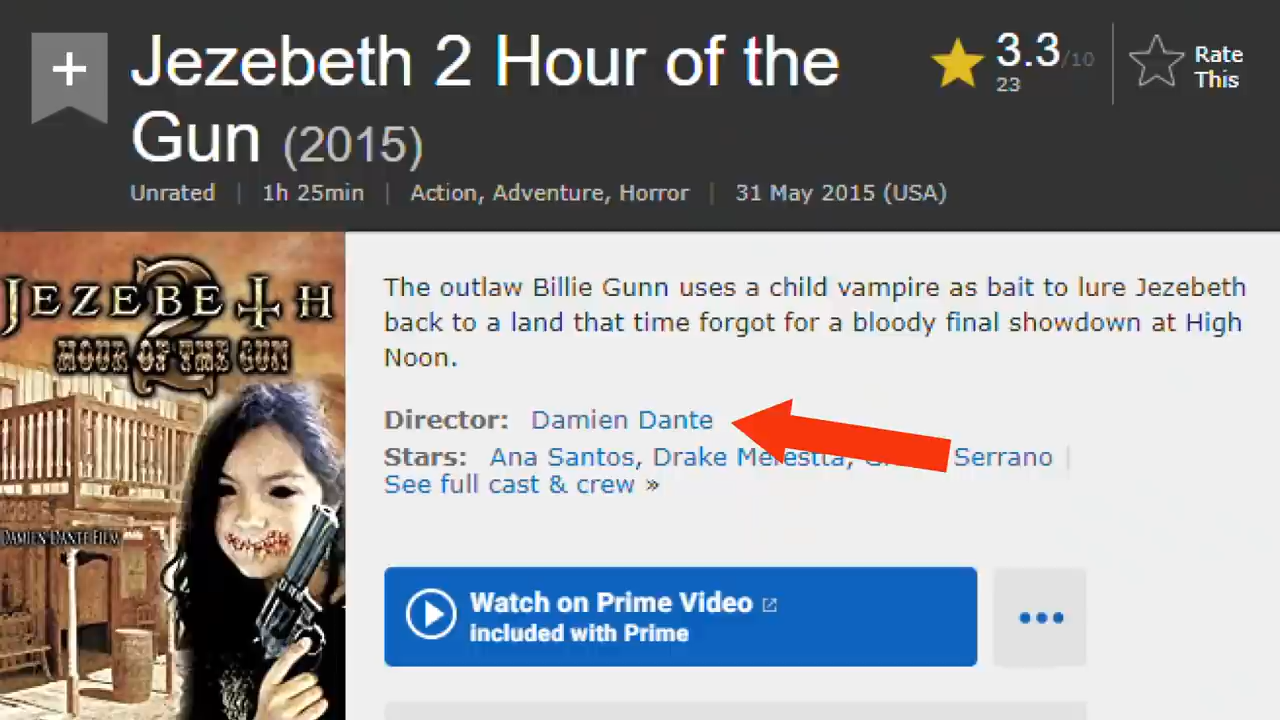 +
Jezebeth 2 Hour of the
Gun (2015)
3.3/10
23
Rate
This
Unrated | 1h 25min | Action, Adventure, Horror | 31 May 2015 (USA)
JEZEBETH
2
HOUR OF THE GUN
DAMIEN DANTE FILM
The outlaw Billie Gunn uses a child vampire as bait to lure Jezebeth
back to a land that time forgot for a bloody final showdown at High
Noon.
Director: Damien Dante
Stars: Ana Santos, Drake Serrano |
See full cast & crew »
Watch on Prime Video
included with Prime